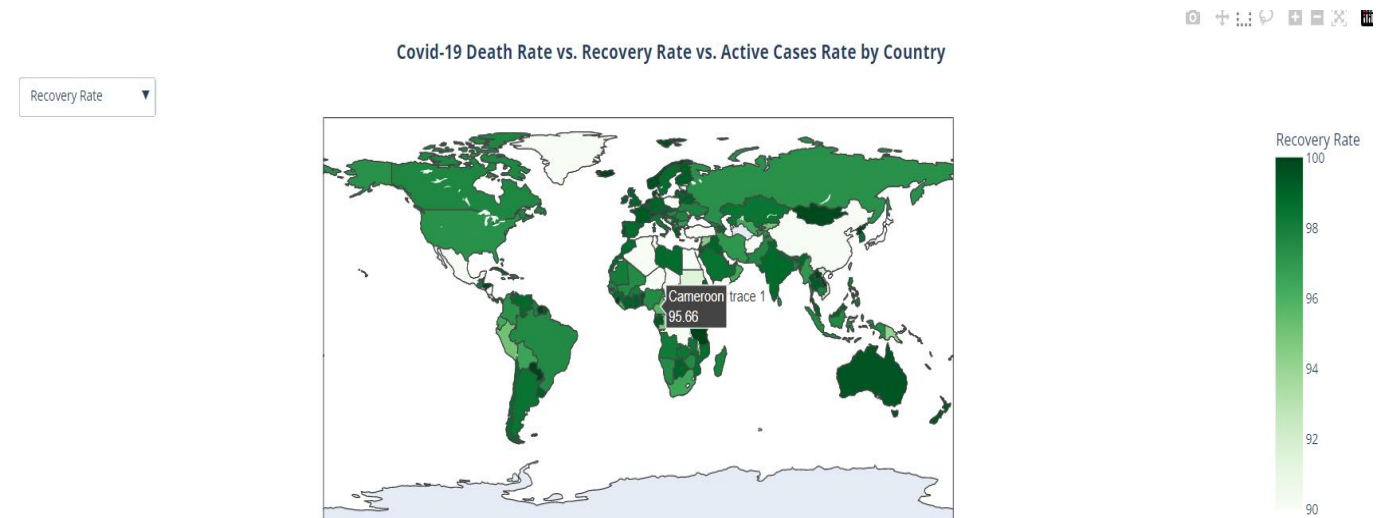 Covid-19 Death Rate vs. Recovery Rate vs. Active Cases Rate by Country
Recovery Rate ▼
Recovery Rate
100
98
96
94
92
90
Cameroon trace 1
95.66